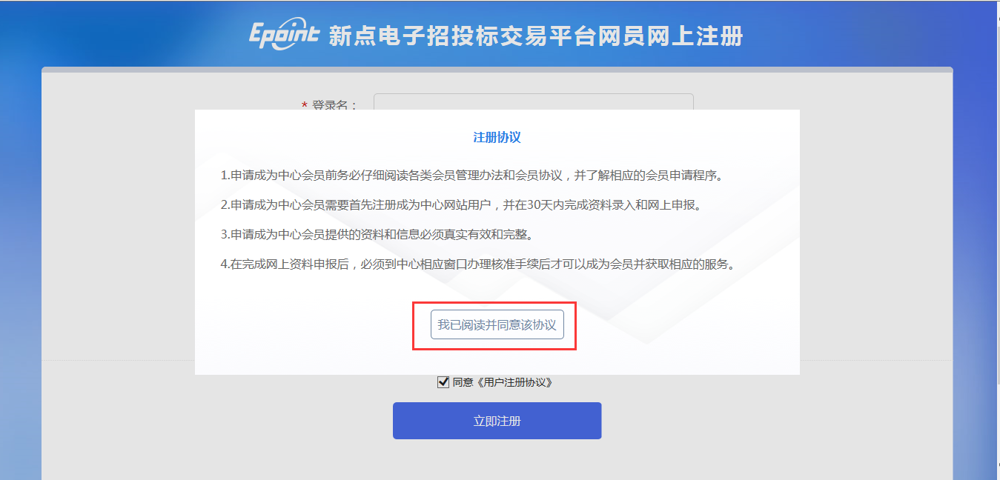 Epoint 新点电子招投标交易平台网员网上注册
* 登录名：
注册协议
1.申请成为中心会员前务必仔细阅读各类会员管理办法和会员协议，并了解相应的会员申请程序。
2.申请成为中心会员需要首先注册成为中心网站用户，并在30天内完成资料录入和网上申报。
3.申请成为中心会员提供的资料和信息必须真实有效和完整。
4.在完成网上资料申报后，必须到中心相应窗口办理核准手续后才可以成为会员并获取相应的服务。
我已阅读并同意该协议
同意《用户注册协议》
立即注册